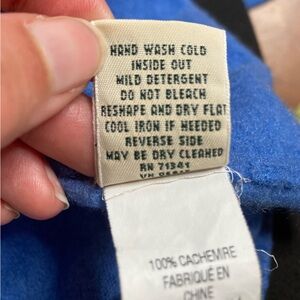 HAND WASH COLD
INSIDE OUT
MILD DETERGENT
DO NOT BLEACH
RESHAPE AND DRY FLAT
COOL IRON IF NEEDED
REVERSE SIDE
MAY BE DRY CLEANED
RN 71341
100% CACHEMIRE
FABRIQUÉ EN
CHINE